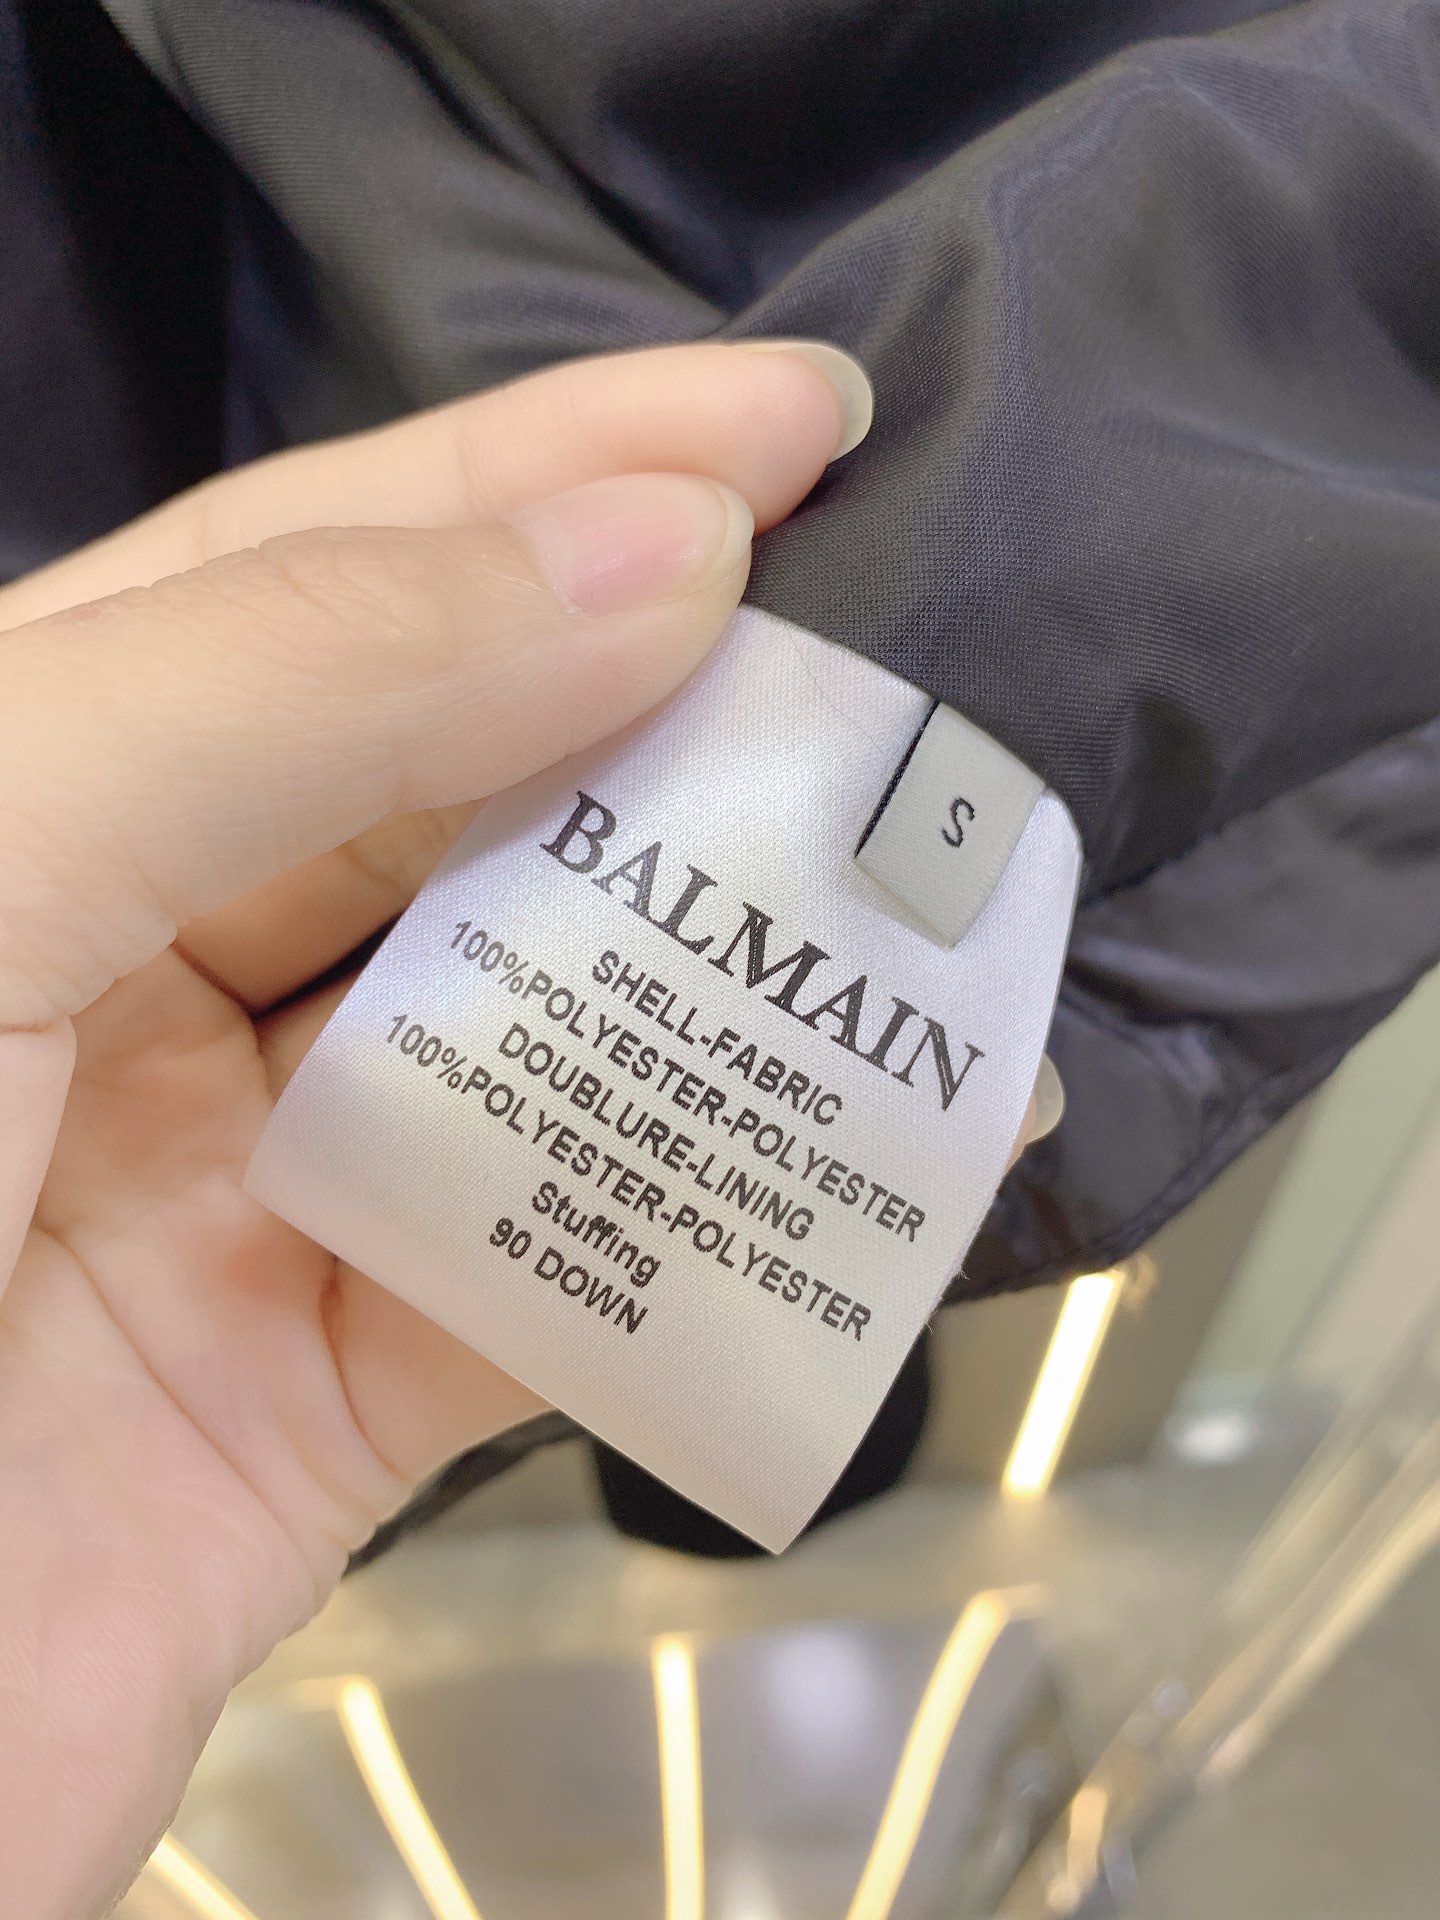 S
BALMAIN
SHELL-FABRIC
100%POLYESTER-POLYESTER
DOUBLURE-LINING
100%POLYESTER-POLYESTER
Stuffing
90 DOWN